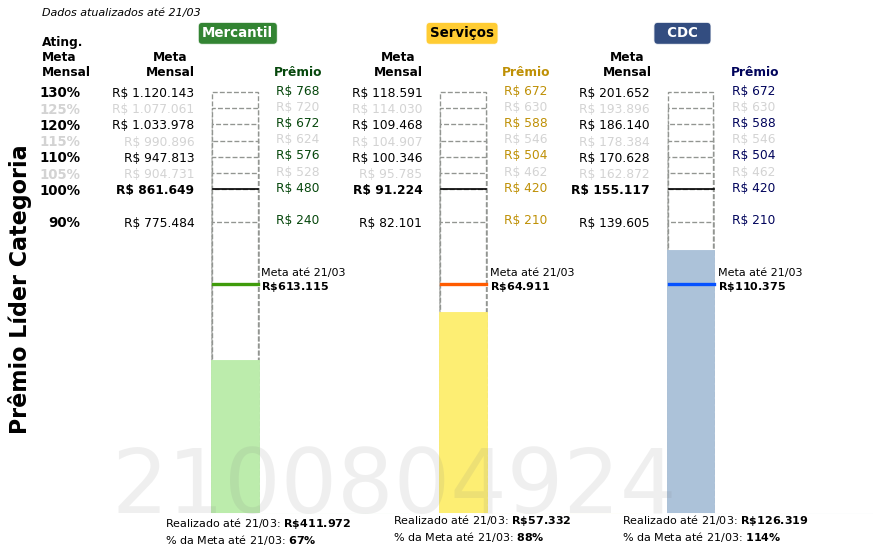 Dados atualizados até 21/03
Mercantil Serviços CDC
Ating. Meta Mensal Meta Mensal Prêmio Meta Mensal Prêmio Meta Mensal Prêmio
130% R$ 1.120.143 R$ 768 R$ 118.591 R$ 672 R$ 201.652 R$ 672
125% R$ 1.077.061 R$ 720 R$ 114.030 R$ 630 R$ 193.896 R$ 630
120% R$ 1.033.978 R$ 672 R$ 109.468 R$ 588 R$ 186.140 R$ 588
115% R$ 990.896 R$ 624 R$ 104.907 R$ 546 R$ 178.384 R$ 546
110% R$ 947.813 R$ 576 R$ 100.346 R$ 504 R$ 170.628 R$ 504
105% R$ 904.731 R$ 528 R$ 95.785 R$ 462 R$ 162.872 R$ 462
100% R$ 861.649 R$ 480 R$ 91.224 R$ 420 R$ 155.117 R$ 420
90% R$ 775.484 R$ 240 R$ 82.101 R$ 210 R$ 139.605 R$ 210
Meta até 21/03 Meta até 21/03 Meta até 21/03
R$613.115 R$64.911 R$110.375
Prêmio Líder Categoria
2100804924
Realizado até 21/03: R$411.972 Realizado até 21/03: R$57.332 Realizado até 21/03: R$126.319
% da Meta até 21/03: 67% % da Meta até 21/03: 88% % da Meta até 21/03: 114%